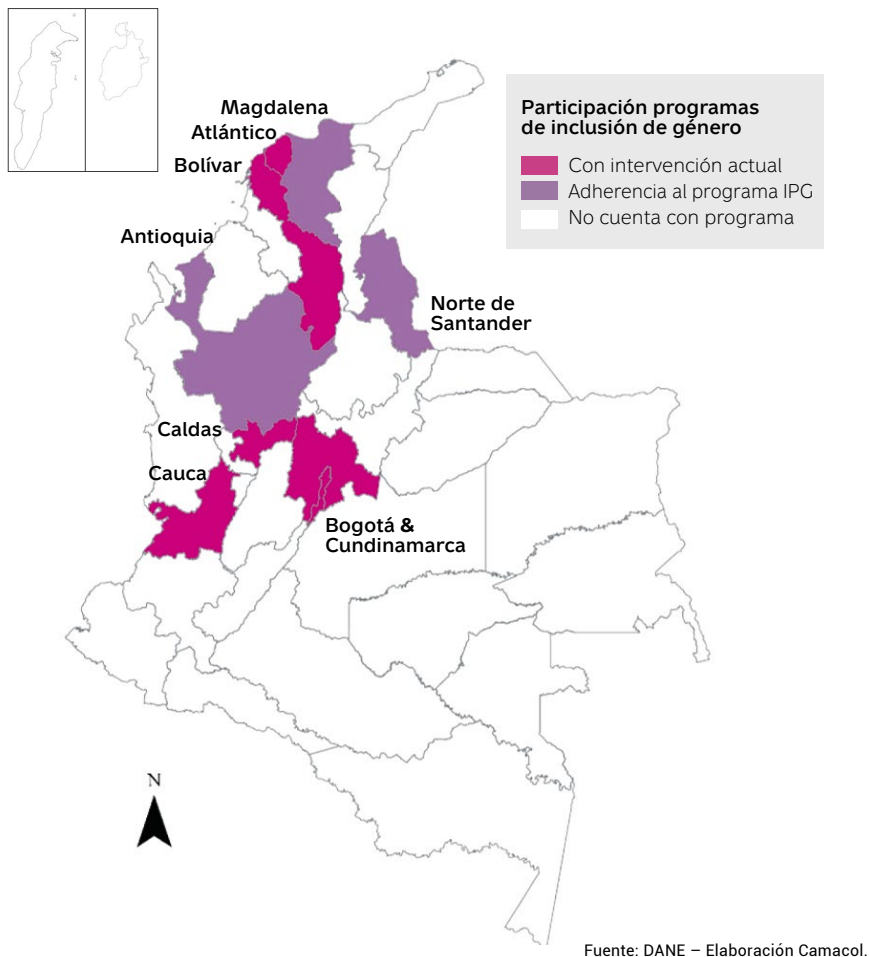 Magdalena
Atlántico
Bolívar
Antioquia
Participación programas
de inclusión de género
Con intervención actual
Adherencia al programa IPG
No cuenta con programa
Norte de
Santander
Caldas
Cauca
Bogotá &
Cundinamarca
N
Fuente: DANE – Elaboración Camacol.